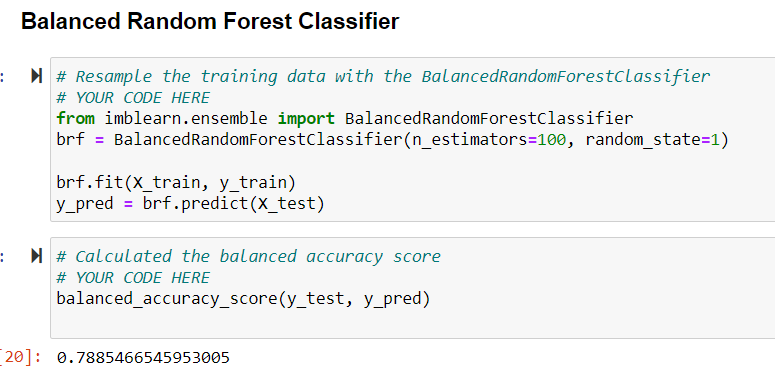 Balanced Random Forest Classifier
# Resample the training data with the BalancedRandomForestClassifier
# YOUR CODE HERE
from imblearn.ensemble import BalancedRandomForestClassifier
brf = BalancedRandomForestClassifier(n_estimators=100, random_state=1)
brf.fit(X_train, y_train)
y_pred = brf.predict(X_test)
# Calculated the balanced accuracy score
# YOUR CODE HERE
balanced_accuracy_score(y_test, y_pred)
[20]: 0.7885466545953005